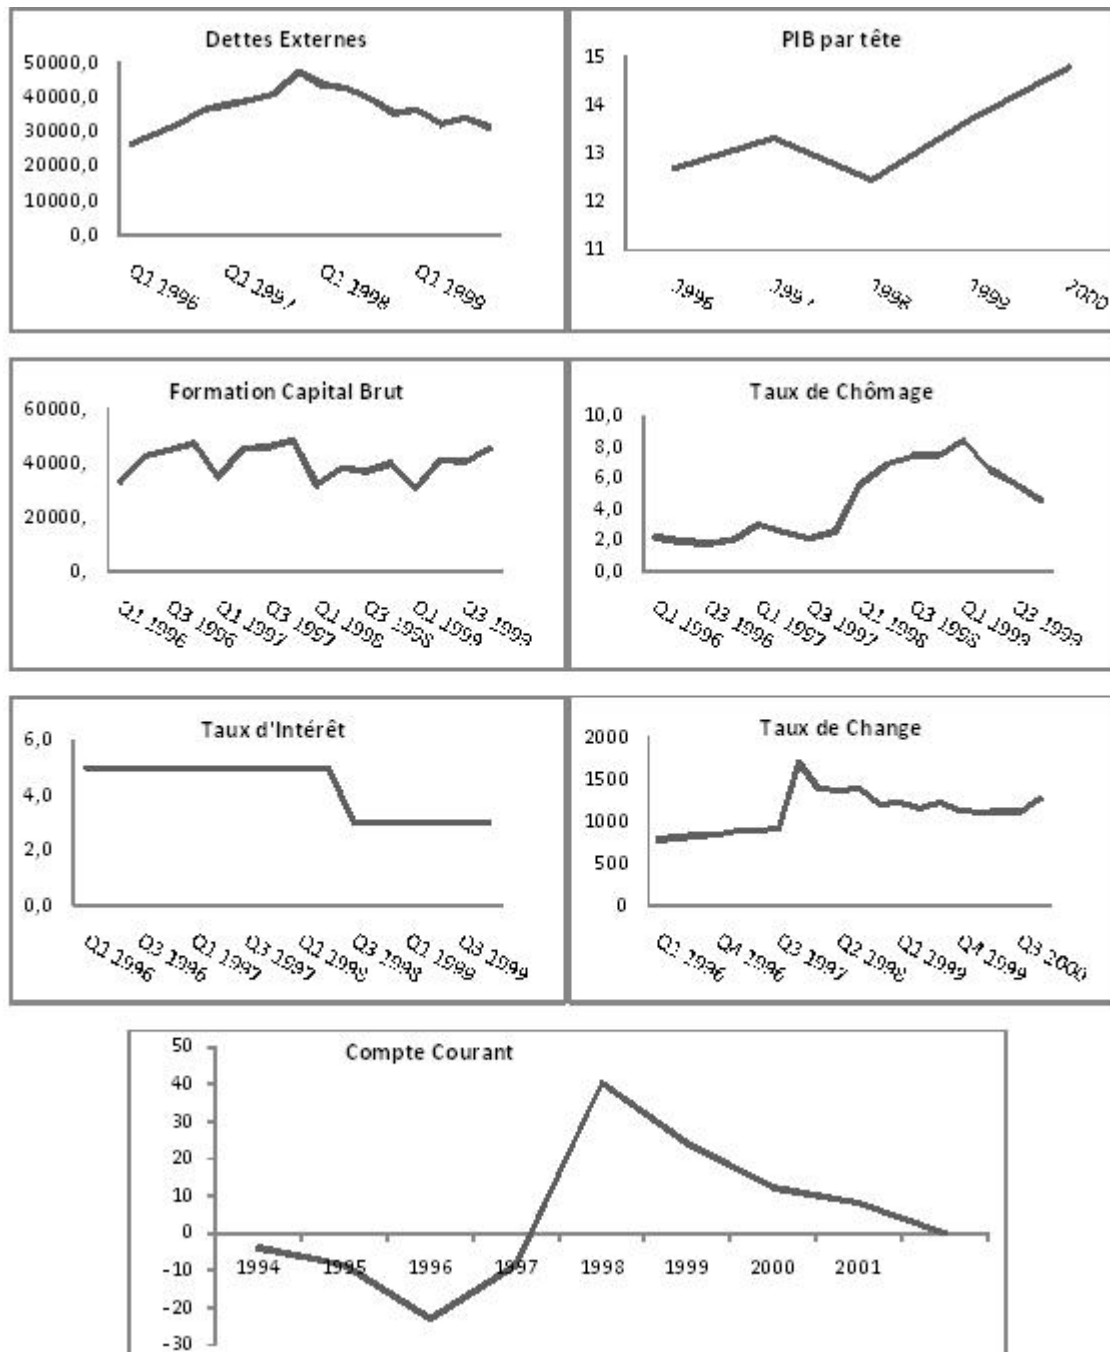 Dettes Externes
50000,0
40000,0
30000,0
20000,0
10000,0
0,0
Q1 1996
Q1 1997
Q1 1998
Q1 1999
PIB par tête
15
14
13
12
11
1996
1997
1998
1999
2000
Formation Capital Brut
60000,
40000,
20000,
0,
Q1 1996
Q3 1996
Q1 1997
Q3 1997
Q1 1998
Q3 1998
Q1 1999
Q3 1999
Taux de Chômage
10,0
8,0
6,0
4,0
2,0
0,0
Q1 1996
Q3 1996
Q1 1997
Q3 1997
Q1 1998
Q3 1998
Q1 1999
Q3 1999
Taux d'Intérêt
6,0
4,0
2,0
0,0
Q1 1996
Q3 1996
Q1 1997
Q3 1997
Q1 1998
Q3 1998
Q1 1999
Q3 1999
Taux de Change
2000
1500
1000
500
0
Q1 1996
Q4 1996
Q3 1997
Q2 1998
Q1 1999
Q4 1999
Q3 2000
Compte Courant
50
40
30
20
10
0
-10
-20
-30
1994
1995
1996
1997
1998
1999
2000
2001